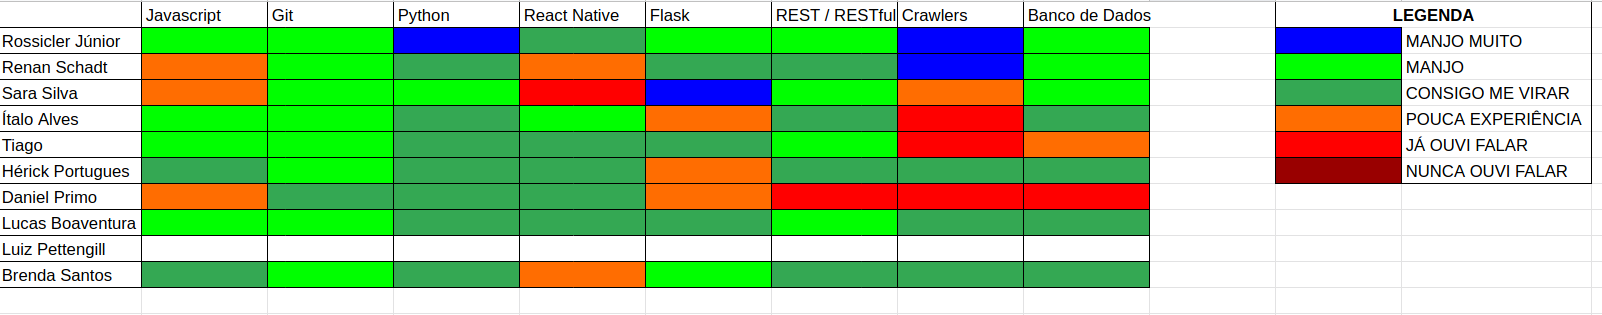 Javascript Git Python React Native Flask REST / RESTful Crawlers Banco de Dados LEGENDA
Rossicler Júnior MANJO MUITO
Renan Schadt MANJO
Sara Silva CONSIGO ME VIRAR
Ítalo Alves POUCA EXPERIÊNCIA
Tiago JÁ OUVI FALAR
Hérick Portugues NUNCA OUVI FALAR
Daniel Primo
Lucas Boaventura
Luiz Pettengill
Brenda Santos